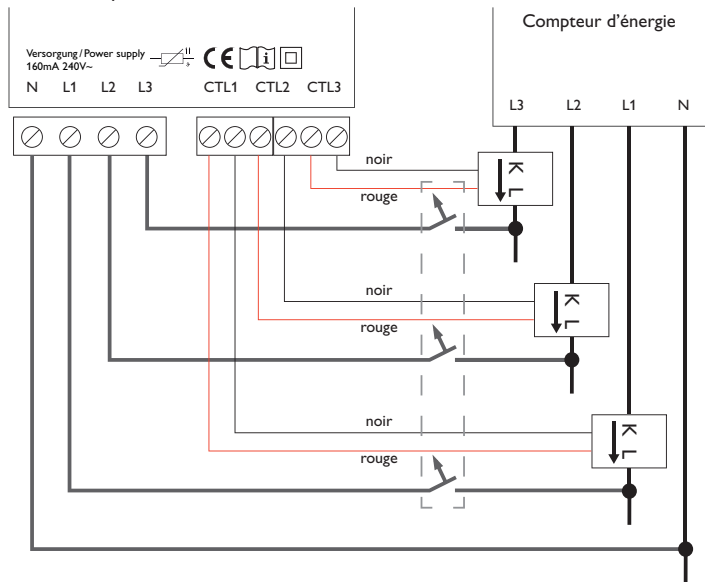 Compteur d'énergie
Versorgung / Power supply
160mA 240V~
N L1 L2 L3 CTL1 CTL2 CTL3
L3 L2 L1 N
noir
K
L
rouge
noir
K
L
rouge
noir
K
L
rouge